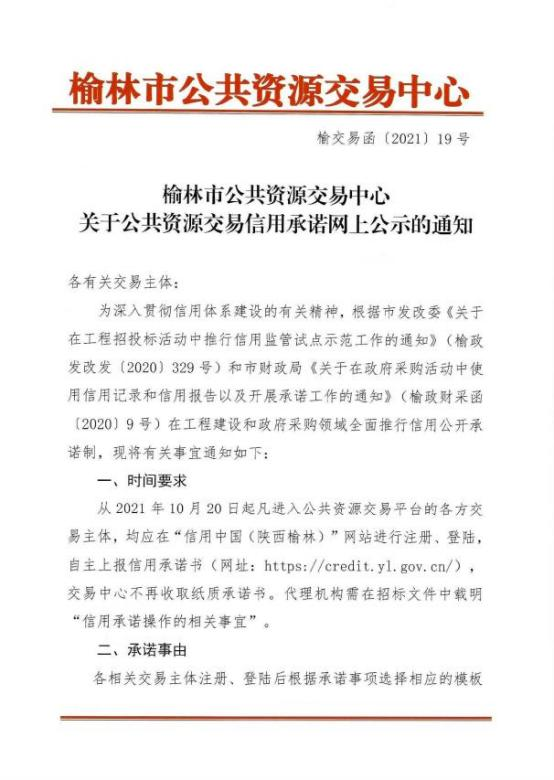 榆林市公共资源交易中心
榆交易函〔2021〕19 号
榆林市公共资源交易中心
关于公共资源交易信用承诺网上公示的通知
各有关交易主体：
为深入贯彻信用体系建设的有关精神，根据市发改委《关于
在工程招投标活动中推行信用监管试点示范工作的通知》（榆政
发改发〔2020〕329 号）和市财政局《关于在政府采购活动中使
用信用记录和信用报告以及开展承诺工作的通知》（榆政财采函
〔2020〕9 号）在工程建设和政府采购领域全面推行信用公开承
诺制，现将有关事宜通知如下：
一、时间要求
从 2021 年 10 月 20 日起凡进入公共资源交易平台的各方交
易主体，均应在“信用中国（陕西榆林）”网站进行注册、登陆，
自主上报信用承诺书（网址：https://credit.yl.gov.cn/），
交易中心不再收取纸质承诺书。代理机构需在招标文件中载明
“信用承诺操作的相关事宜”。
二、承诺事由
各相关交易主体注册、登陆后根据承诺事项选择相应的模板